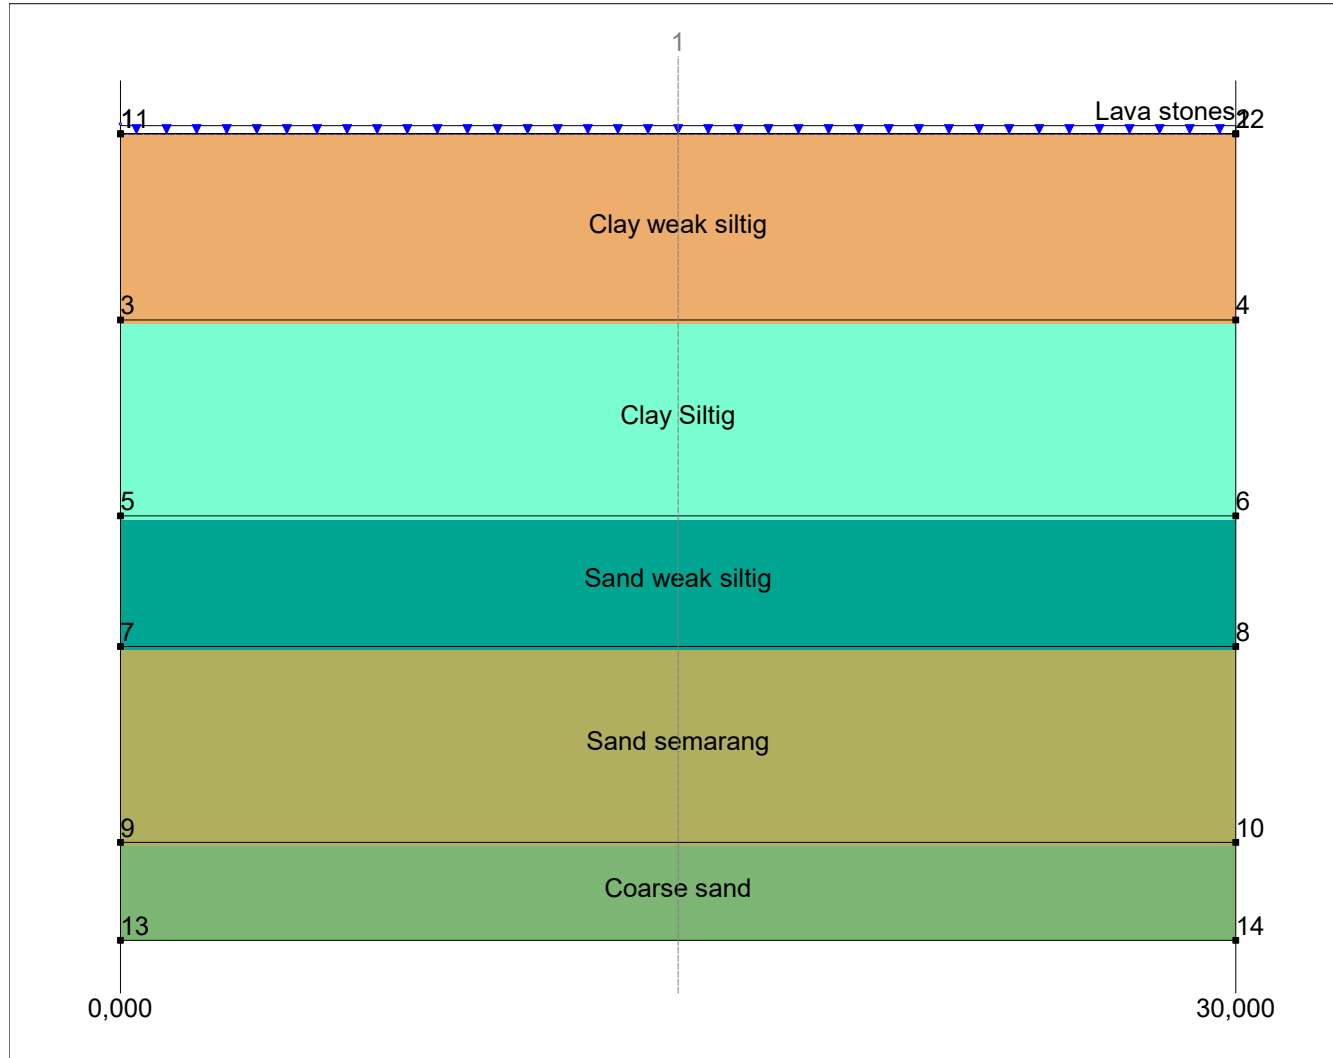 1
Lava stones
11
12
Clay weak siltig
3
4
Clay Siltig
5
6
Sand weak siltig
7
8
Sand semarang
9
10
Coarse sand
13
14
0,000
30,000